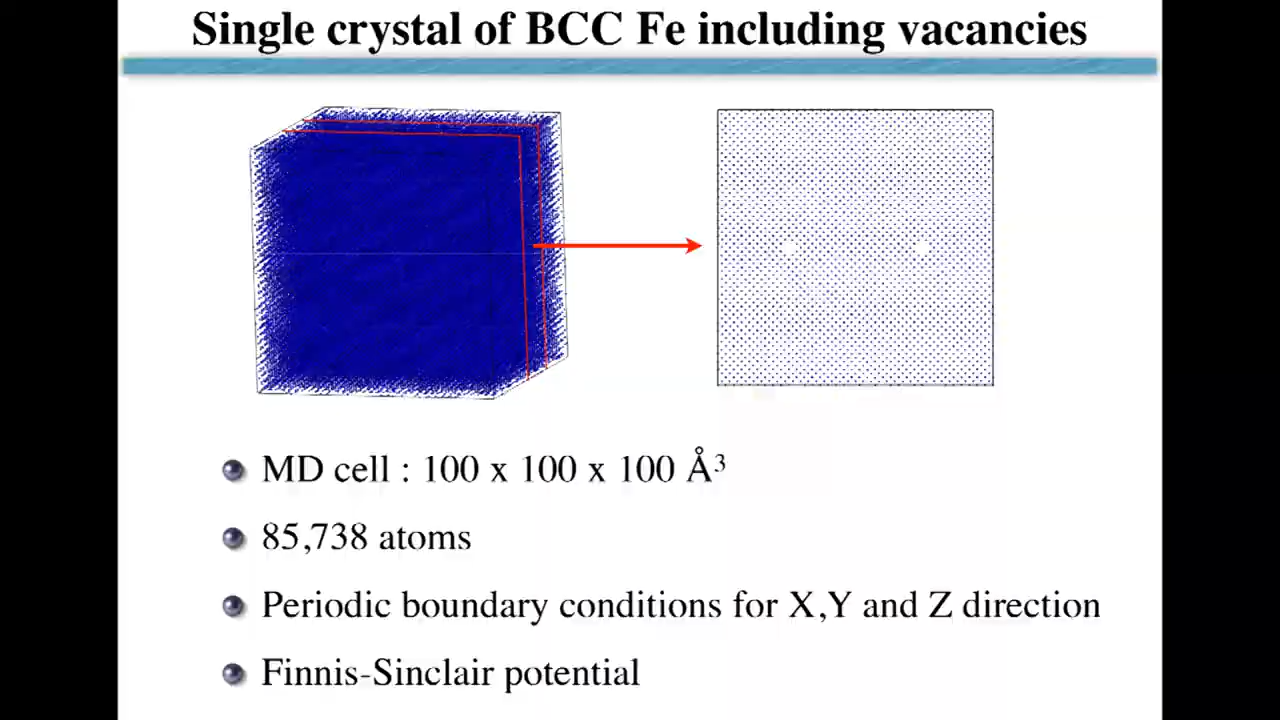 Single crystal of BCC Fe including vacancies
MD cell : 100 x 100 x 100 Å³
85,738 atoms
Periodic boundary conditions for X,Y and Z direction
Finnis-Sinclair potential